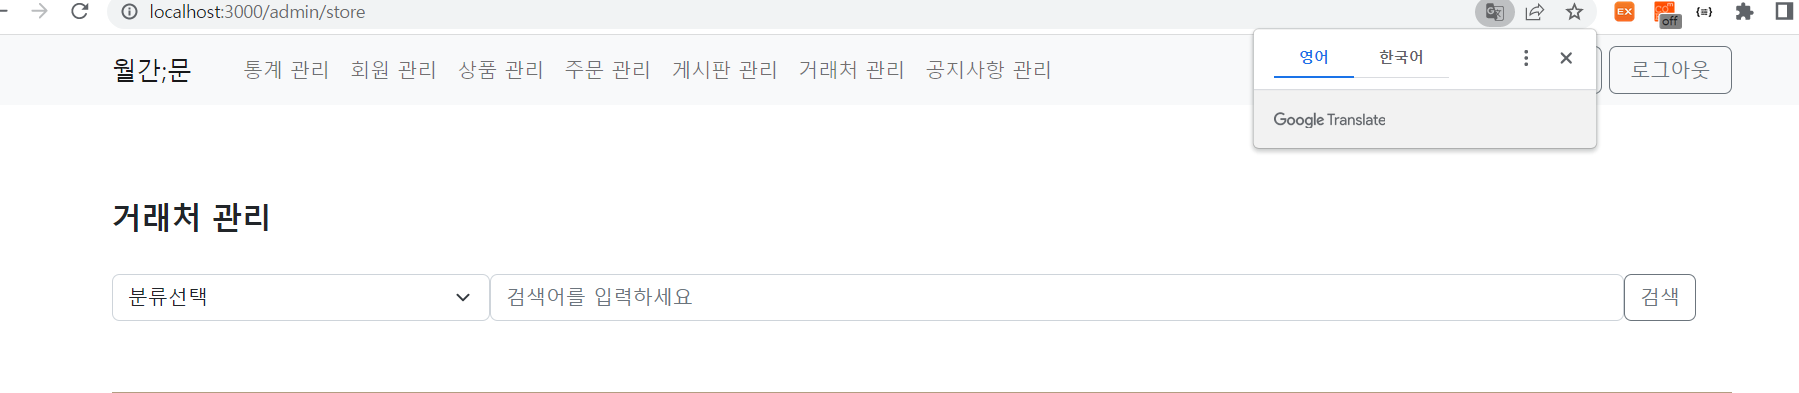 localhost:3000/admin/store
EX
off
영어 한국어
Google Translate
월간;문 통계 관리 회원 관리 상품 관리 주문 관리 게시판 관리 거래처 관리 공지사항 관리 로그아웃
거래처 관리
분류선택 검색어를 입력하세요 검색